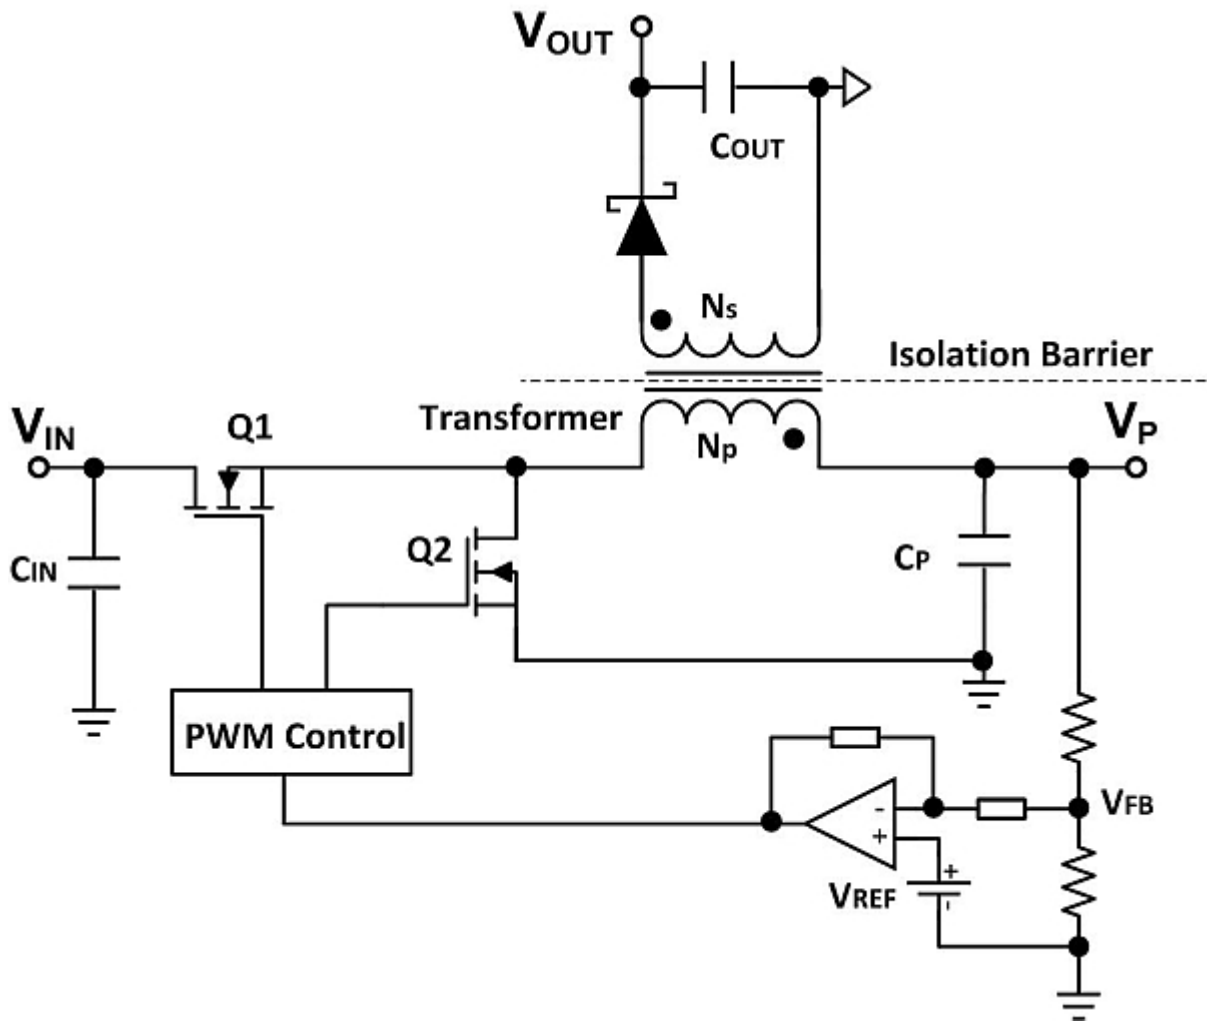 VOUT
COUT
Ns
Isolation Barrier
Transformer
Np
VP
VIN
Q1
CIN
Q2
CP
PWM Control
-
+
VFB
VREF
+
-